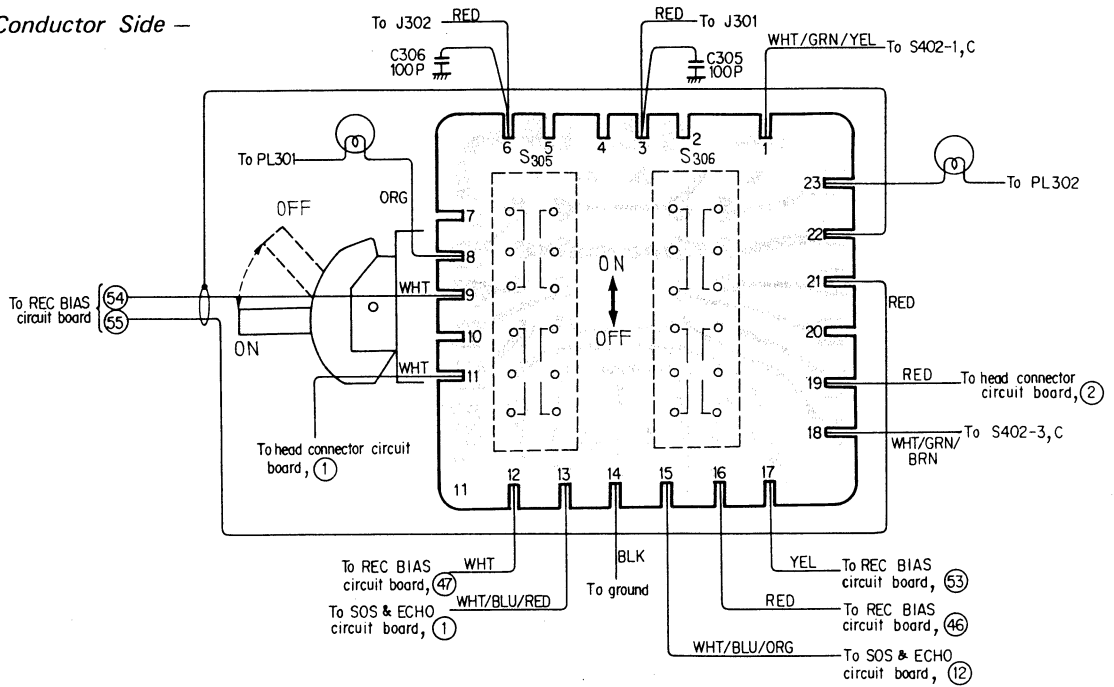 Conductor Side —
To J302
RED
RED
To J301
WHT/GRN/YEL
To S402-1, C
C306
100P
C305
100P
6
5
4
3
2
1
S305
S306
To PL301
ORG
23
To PL302
OFF
7
22
8
ON
OFF
21
RED
To REC BIAS
circuit board
54
55
WHT
9
20
ON
10
WHT
11
19
RED
To head connector
circuit board, 2
18
To S402-3, C
WHT/GRN/
BRN
To head connector circuit
board, 1
11
12
13
14
15
16
17
To REC BIAS
circuit board, 47
WHT
BLK
To ground
YEL
To REC BIAS
circuit board, 53
To SOS & ECHO
circuit board, 1
WHT/BLU/RED
RED
To REC BIAS
circuit board, 46
WHT/BLU/ORG
To SOS & ECHO
circuit board, 12